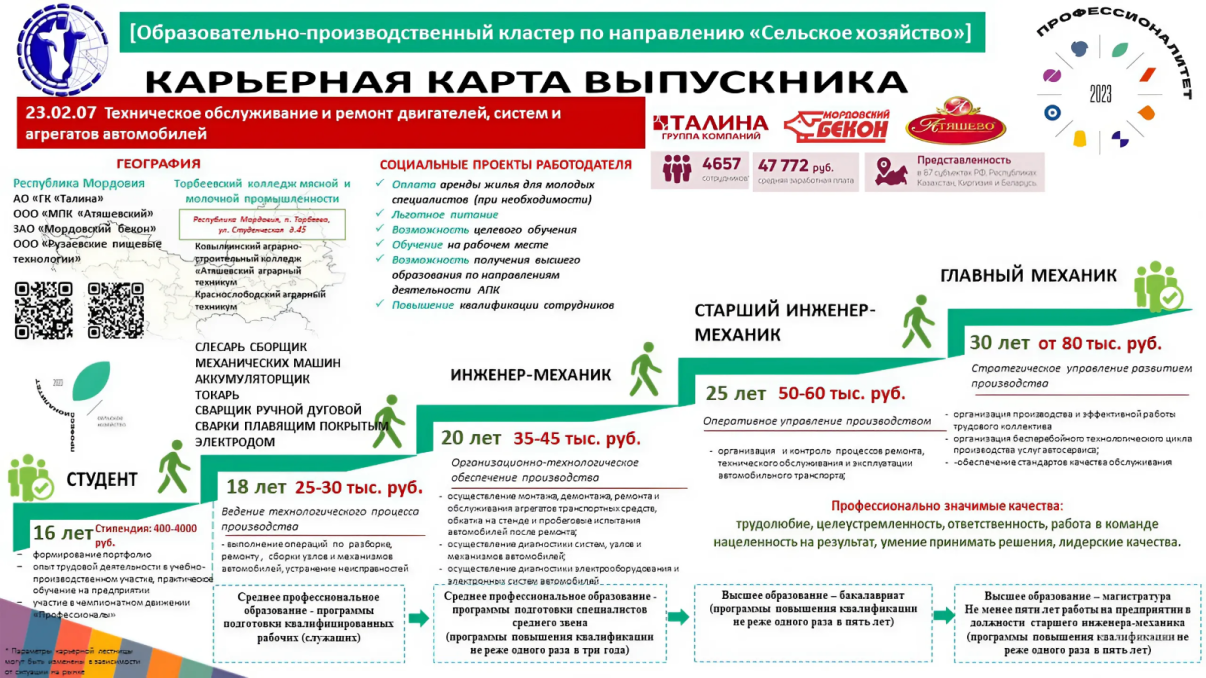 [Образовательно-производственный кластер по направлению «Сельское хозяйство»]
КАРЬЕРНАЯ КАРТА ВЫПУСКНИКА
ПРОФЕССИОНАЛИТЕТ
2023
23.02.07 Техническое обслуживание и ремонт двигателей, систем и
агрегатов автомобилей
ТАЛИНА
ГРУППА КОМПАНИЙ
МОРДОВСКИЙ
БЕКОН
АТЯШЕВО
4657
сотрудников
47 772 руб.
средняя заработная плата
Представленность
в 87 субъектах РФ, Республиках
Казахстан, Киргизия и Беларусь
ГЕОГРАФИЯ
Республика Мордовия
АО «ГК «Талина»
ООО «МПК «Атяшевский»
ЗАО «Мордовский бекон»
ООО «Рузаевские пищевые
технологии»
Торбеевский колледж мясной и
молочной промышленности
Республика Мордовия, п. Торбеево,
ул. Студенческая д.45
Ковылкинский аграрно-
строительный колледж
«Атяшевский аграрный
техникум
Краснослободский аграрный
техникум
СОЦИАЛЬНЫЕ ПРОЕКТЫ РАБОТОДАТЕЛЯ
✓ Оплата аренды жилья для молодых
специалистов (при необходимости)
✓ Льготное питание
✓ Возможность целевого обучения
✓ Обучение на рабочем месте
✓ Возможность получения высшего
образования по направлениям
деятельности АПК
✓ Повышение квалификации сотрудников
2023
ПРОФЕССИОНАЛИТЕТ
сельское
хозяйство
СТУДЕНТ
16 лет Стипендия: 400-4000
руб.
– формирование портфолио
– опыт трудовой деятельности в учебно-
производственном участке, практическое
обучение на предприятии
– участие в чемпионатном движении
«Профессионалы»
* Параметры карьерной лестницы
могут быть изменены в зависимости
от ситуации на рынке
СЛЕСАРЬ СБОРЩИК
МЕХАНИЧЕСКИХ МАШИН
АККУМУЛЯТОРЩИК
ТОКАРЬ
СВАРЩИК РУЧНОЙ ДУГОВОЙ
СВАРКИ ПЛАВЯЩИМ ПОКРЫТЫМ
ЭЛЕКТРОДОМ
18 лет 25-30 тыс. руб.
Ведение технологического процесса
производства
- выполнение операций по разборке,
ремонту , сборки узлов и механизмов
автомобилей, устранение неисправностей
Среднее профессиональное
образование - программы
подготовки квалифицированных
рабочих (служащих)
ИНЖЕНЕР-МЕХАНИК
20 лет 35-45 тыс. руб.
Организационно-технологическое
обеспечение производства
- осуществление монтажа, демонтажа, ремонта и
обслуживания агрегатов транспортных средств,
обкатка на стенде и пробеговые испытания
автомобилей после ремонта;
- осуществление диагностики систем, узлов и
механизмов автомобилей;
- осуществление диагностики электрооборудования и
электронных систем автомобилей
Среднее профессиональное образование -
программы подготовки специалистов
среднего звена
(программы повышения квалификации
не реже одного раза в три года)
СТАРШИЙ ИНЖЕНЕР-
МЕХАНИК
25 лет 50-60 тыс. руб.
Оперативное управление производством
- организация и контроль процессов ремонта,
технического обслуживания и эксплуатации
автомобильного транспорта;
ГЛАВНЫЙ МЕХАНИК
30 лет от 80 тыс. руб.
Стратегическое управление развитием
производства
- организация производства и эффективной работы
трудового коллектива
- организация бесперебойного технологического цикла
производства услуг автосервиса;
- -обеспечение стандартов качества обслуживания
Профессионально значимые качества:
трудолюбие, целеустремленность, ответственность, работа в команде
нацеленность на результат, умение принимать решения, лидерские качества.
Высшее образование – бакалавриат
(программы повышения квалификации
не реже одного раза в пять лет)
Высшее образование – магистратура
Не менее пяти лет работы на предприятии в
должности старшего инженера-механика
(программы повышения квалификации не
реже одного раза в пять лет)